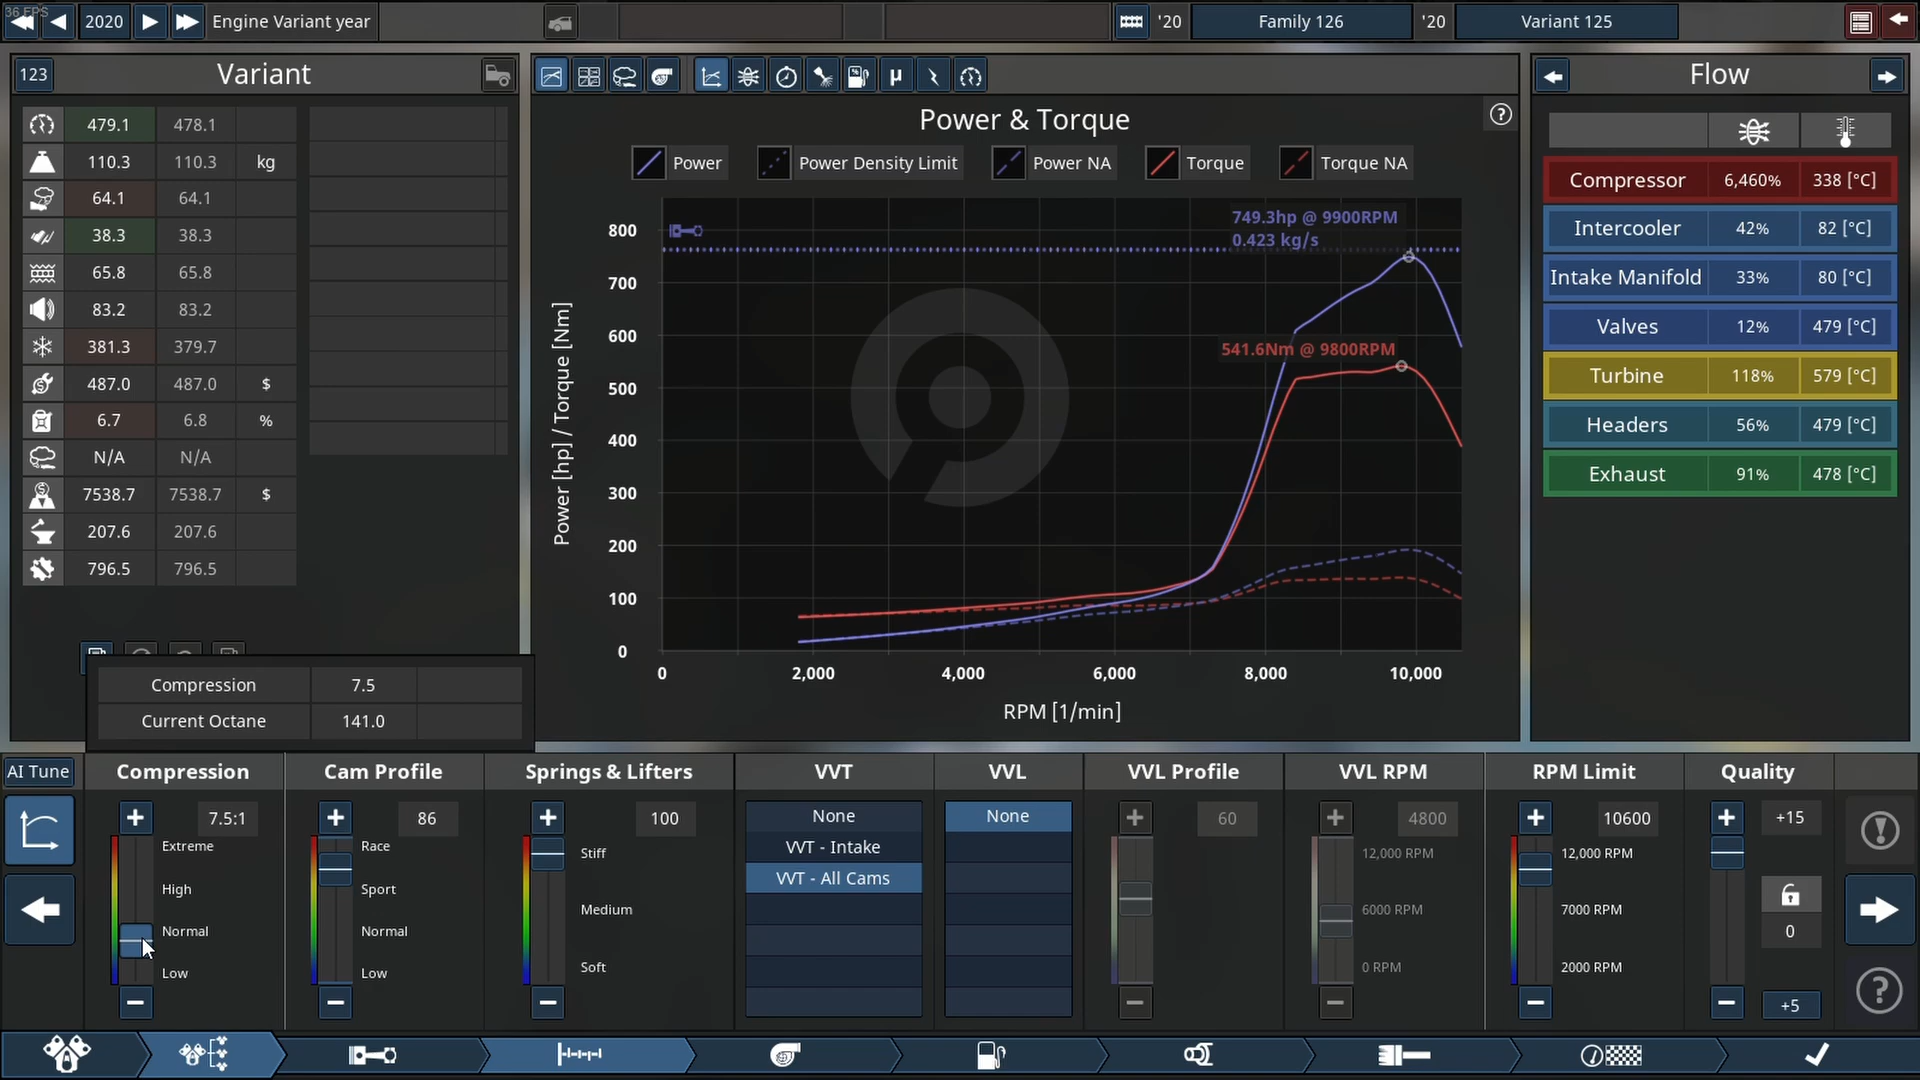 36 FPS
2020
Engine Variant year
'20
Family 126
'20
Variant 125
123
Variant
479.1 478.1
110.3 110.3 kg
64.1 64.1
38.3 38.3
65.8 65.8
83.2 83.2
381.3 379.7
487.0 487.0 $
6.7 6.8 %
N/A N/A
7538.7 7538.7 $
207.6 207.6
796.5 796.5
Compression 7.5
Current Octane 141.0
μ
Power & Torque
?
Power
Power Density Limit
Power NA
Torque
Torque NA
749.3hp @ 9900RPM
0.423 kg/s
541.6Nm @ 9800RPM
Power [hp] / Torque [Nm]
800
700
600
500
400
300
200
100
0
0 2,000 4,000 6,000 8,000 10,000
RPM [1/min]
Flow
Compressor 6,460% 338 [°C]
Intercooler 42% 82 [°C]
Intake Manifold 33% 80 [°C]
Valves 12% 479 [°C]
Turbine 118% 579 [°C]
Headers 56% 479 [°C]
Exhaust 91% 478 [°C]
AI Tune
Compression
7.5:1
Extreme
High
Normal
Low
Cam Profile
86
Race
Sport
Normal
Low
Springs & Lifters
100
Stiff
Medium
Soft
VVT
None
VVT - Intake
VVT - All Cams
VVL
None
VVL Profile
60
VVL RPM
4800
12,000 RPM
6000 RPM
0 RPM
RPM Limit
10600
12,000 RPM
7000 RPM
2000 RPM
Quality
+15
0
+5
?